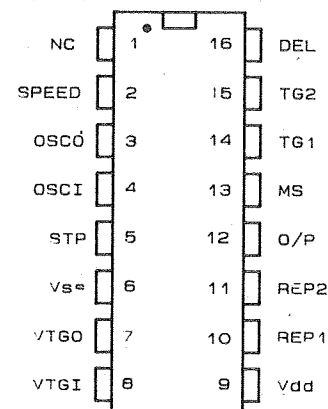 NC 1 16 DEL
SPEED 2 15 TG2
OSCO 3 14 TG1
OSCI 4 13 MS
STP 5 12 O/P
Vss 6 11 REP2
VTGO 7 10 REP1
VTGI 8 9 Vdd